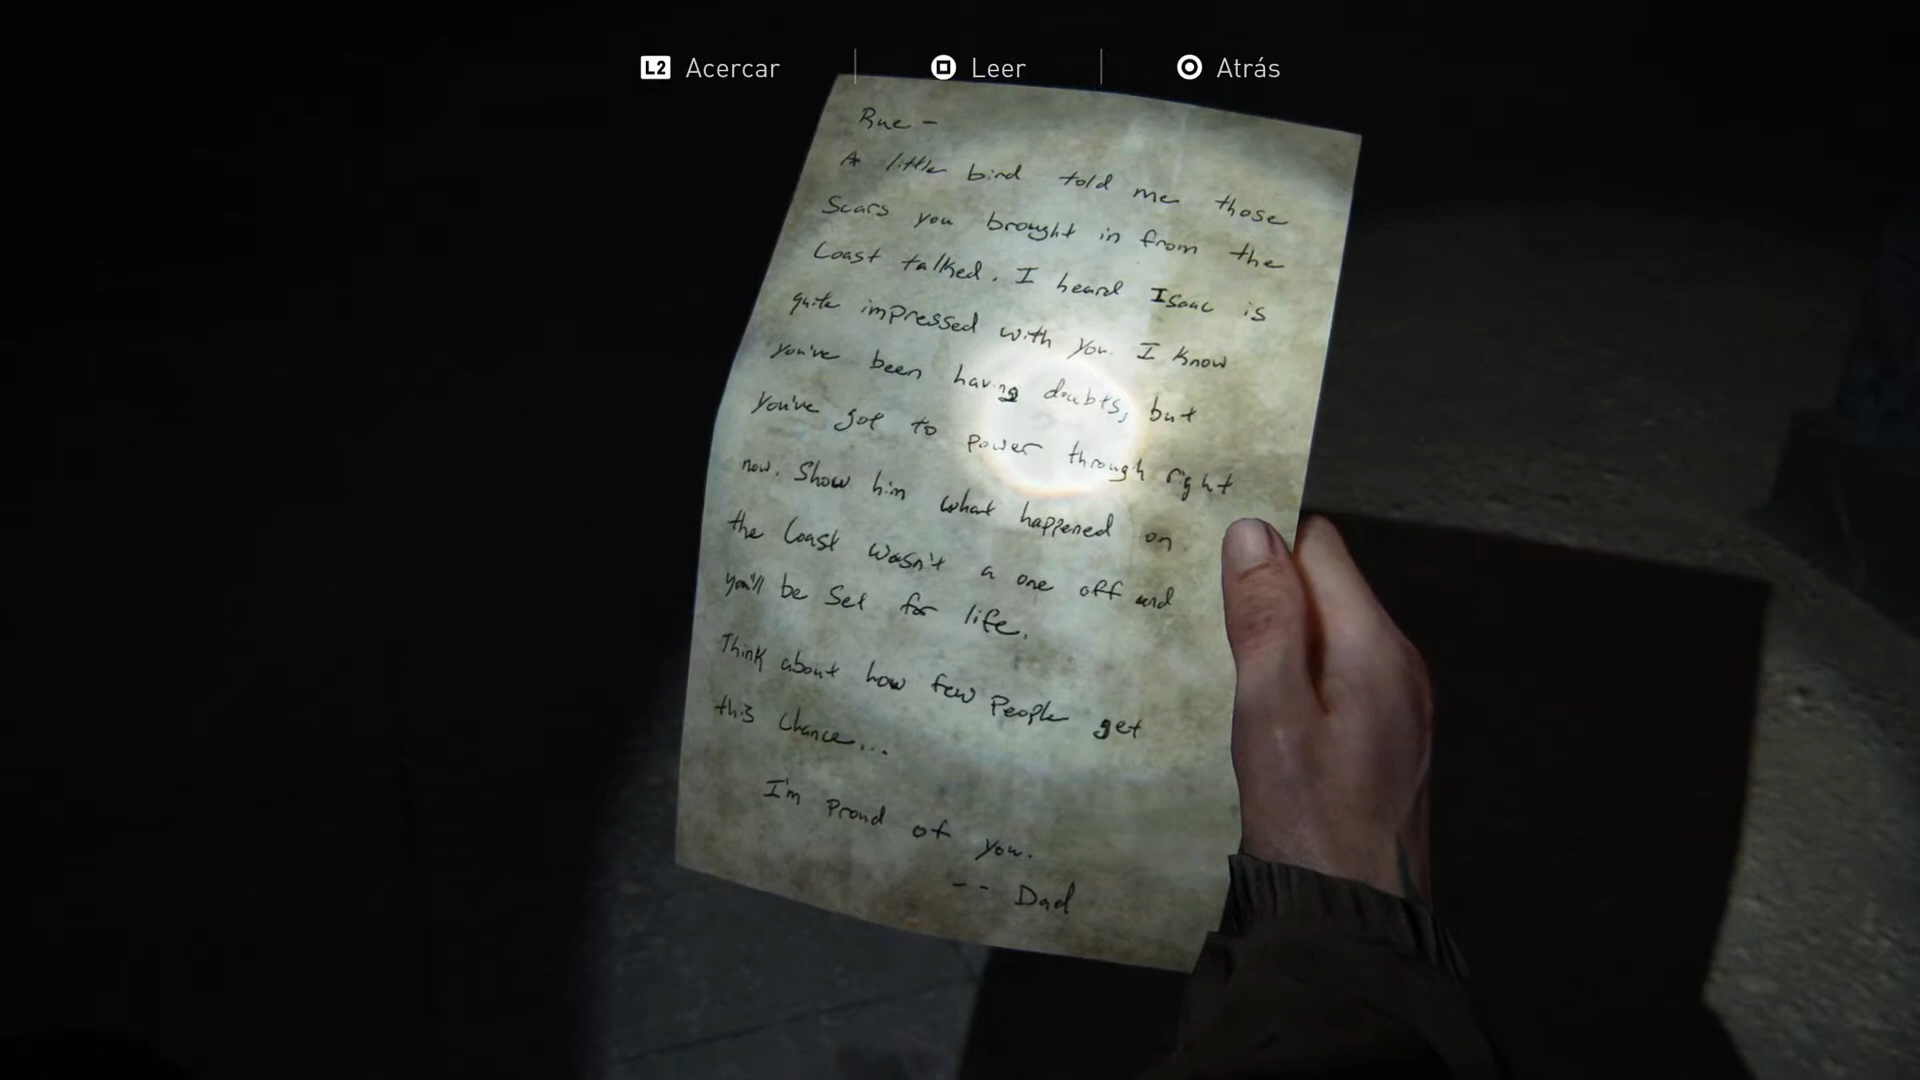 L2 Acercar Leer Atrás
Rue -
A little bird told me those
Scars you brought in from the
Coast talked. I heard Isaac is
quite impressed with you. I know
you've been having doubts, but
you've got to power through right
now. Show him what happened on
the Coast wasn't a one off and
you'll be set for life.
Think about how few people get
this chance...
I'm proud of you.
-- Dad